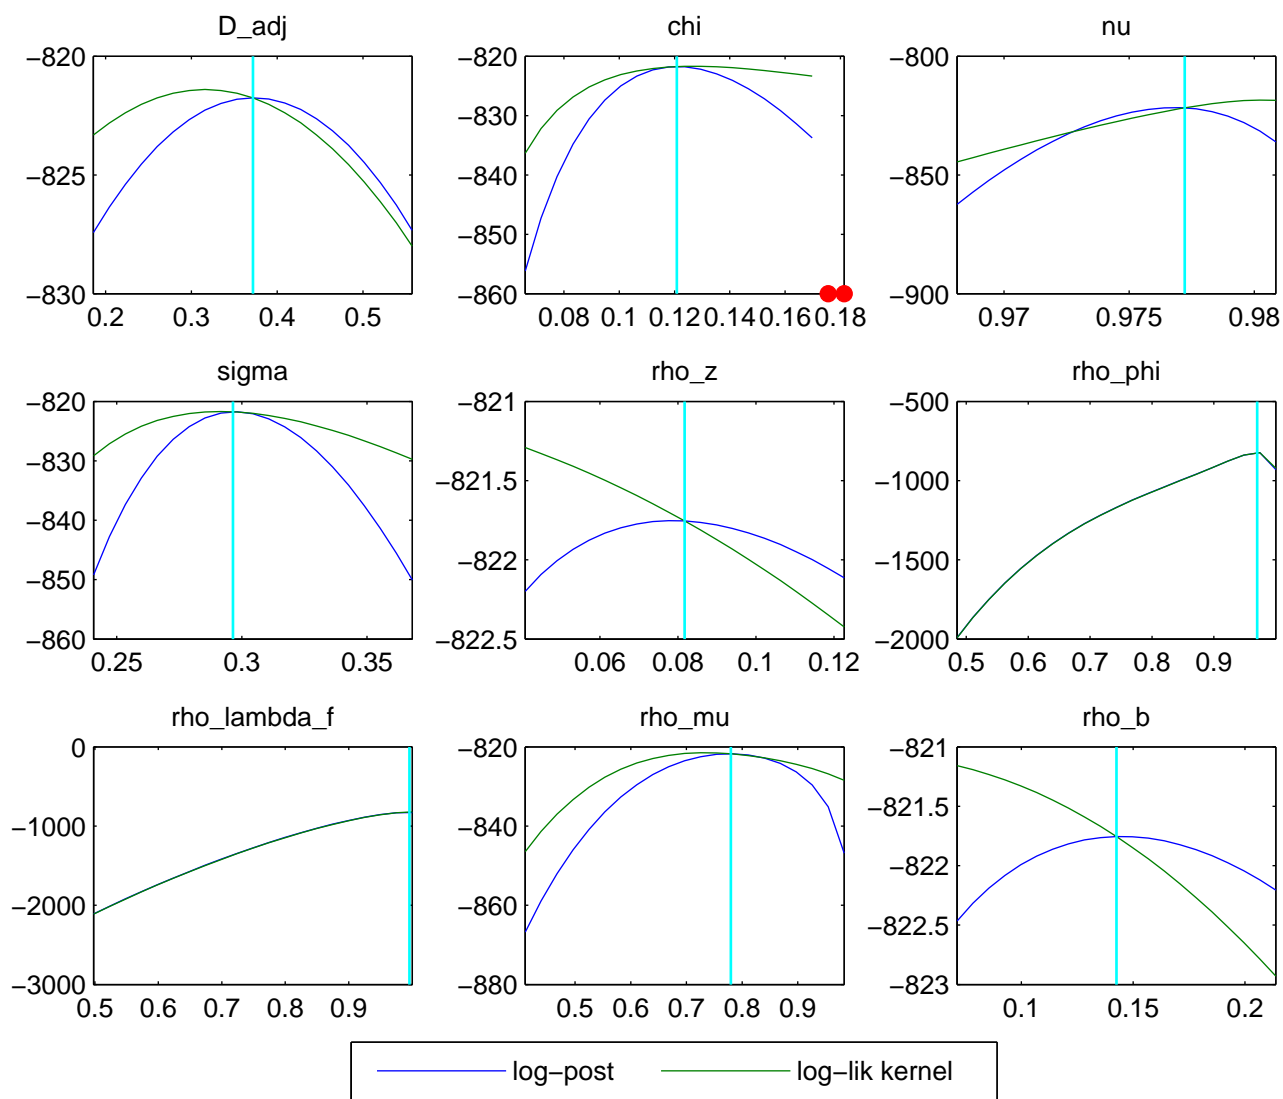 D_adj
chi
nu
−820
−825
−830
0.2 0.3 0.4 0.5
−820
−830
−840
−850
−860
0.08 0.1 0.12 0.14 0.16 0.18
−800
−850
−900
0.97 0.975 0.98
sigma
rho_z
rho_phi
−820
−830
−840
−850
−860
0.25 0.3 0.35
−821
−821.5
−822
−822.5
0.06 0.08 0.1 0.12
−500
−1000
−1500
−2000
0.5 0.6 0.7 0.8 0.9
rho_lambda_f
rho_mu
rho_b
0
−1000
−2000
−3000
0.5 0.6 0.7 0.8 0.9
−820
−840
−860
−880
0.5 0.6 0.7 0.8 0.9
−821
−821.5
−822
−822.5
−823
0.1 0.15 0.2
log−post log−lik kernel